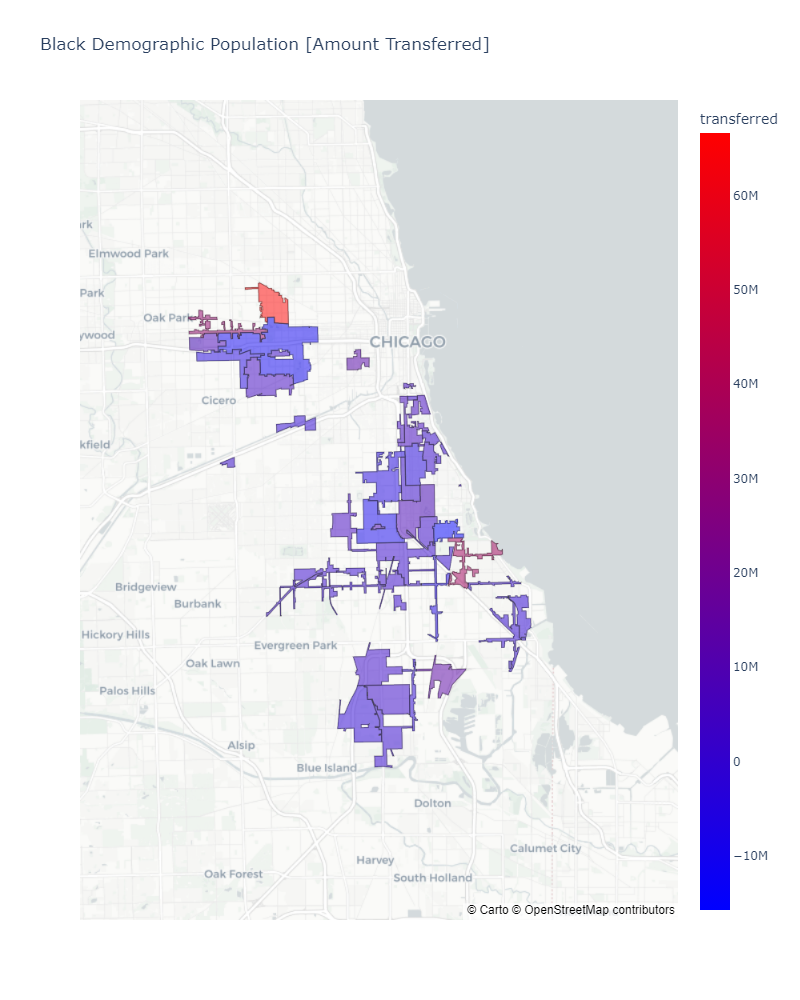 Black Demographic Population [Amount Transferred]
transferred
60M
50M
40M
30M
20M
10M
0
−10M
rk
Elmwood Park
Park
Oak Park
ywood
CHICAGO
Cicero
kfield
Bridgeview
Burbank
Hickory Hills
Evergreen Park
Oak Lawn
Palos Hills
Alsip
Blue Island
Dolton
Calumet City
Harvey
Oak Forest
South Holland
© Carto © OpenStreetMap contributors